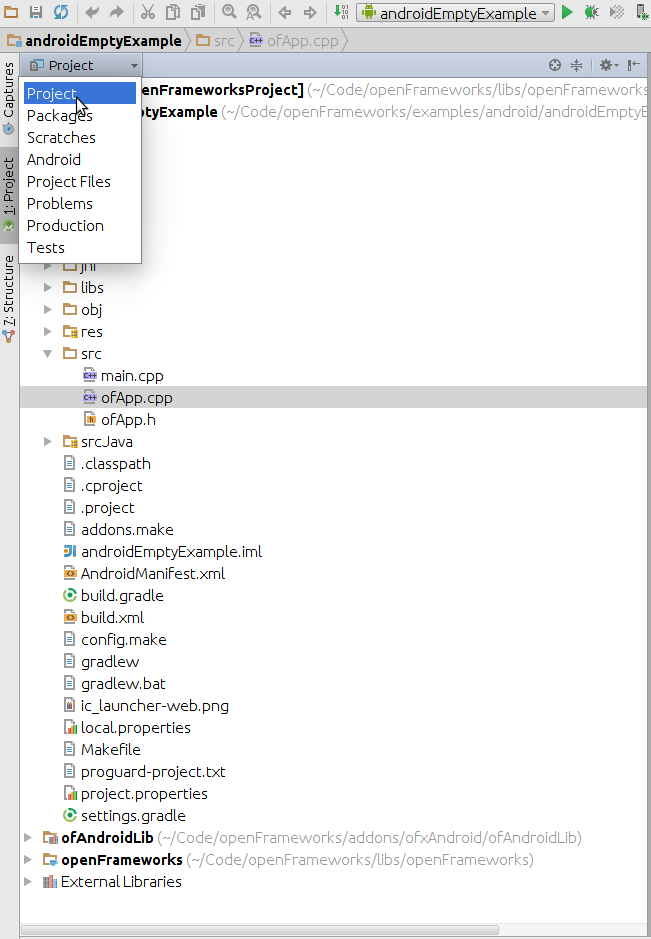 androidEmptyExample
androidEmptyExample src ofApp.cpp
Project
Captures
1: Project
7: Structure
Project
Packages
Scratches
Android
Project Files
Problems
Production
Tests
enFrameworksProject] (~/Code/openFrameworks/libs/openFrameworks
ptyExample (~/Code/openFrameworks/examples/android/androidEmptyE
jni
libs
obj
res
src
main.cpp
ofApp.cpp
ofApp.h
srcJava
.classpath
.cproject
.project
addons.make
androidEmptyExample.iml
AndroidManifest.xml
build.gradle
build.xml
config.make
gradlew
gradlew.bat
ic_launcher-web.png
local.properties
Makefile
proguard-project.txt
project.properties
settings.gradle
ofAndroidLib (~/Code/openFrameworks/addons/ofxAndroid/ofAndroidLib)
openFrameworks (~/Code/openFrameworks/libs/openFrameworks)
External Libraries